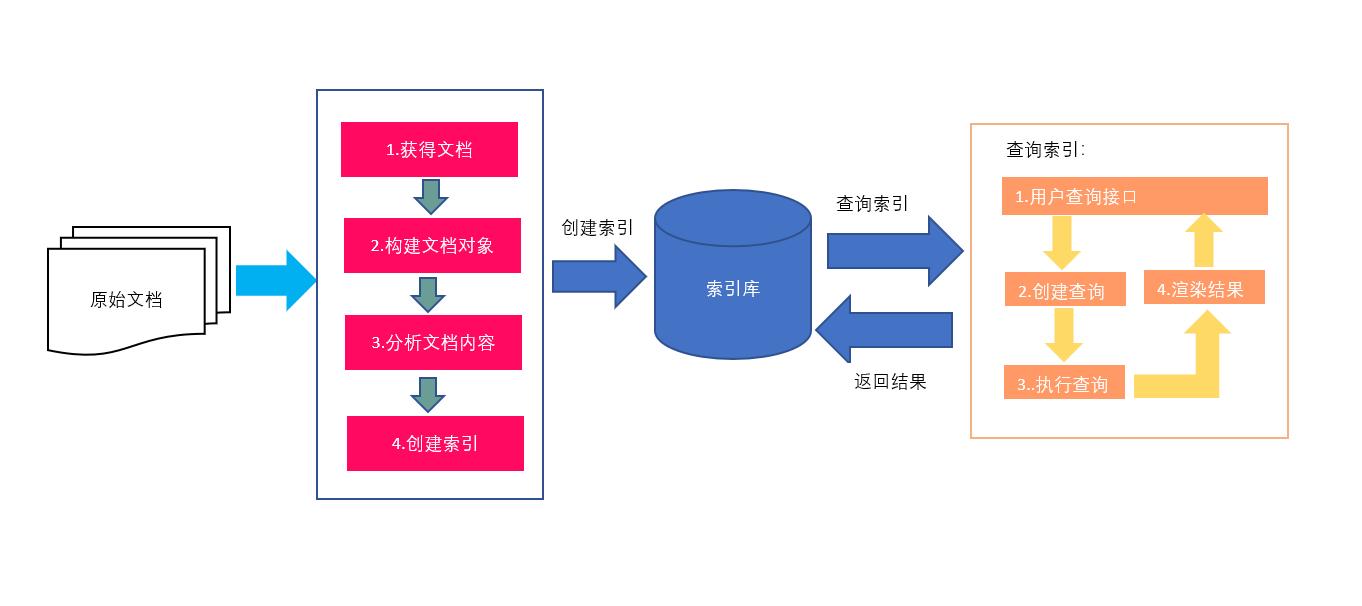 原始文档
1.获得文档
2.构建文档对象
3.分析文档内容
4.创建索引
创建索引
索引库
查询索引
返回结果
查询索引:
1.用户查询接口
2.创建查询
4.渲染结果
3..执行查询